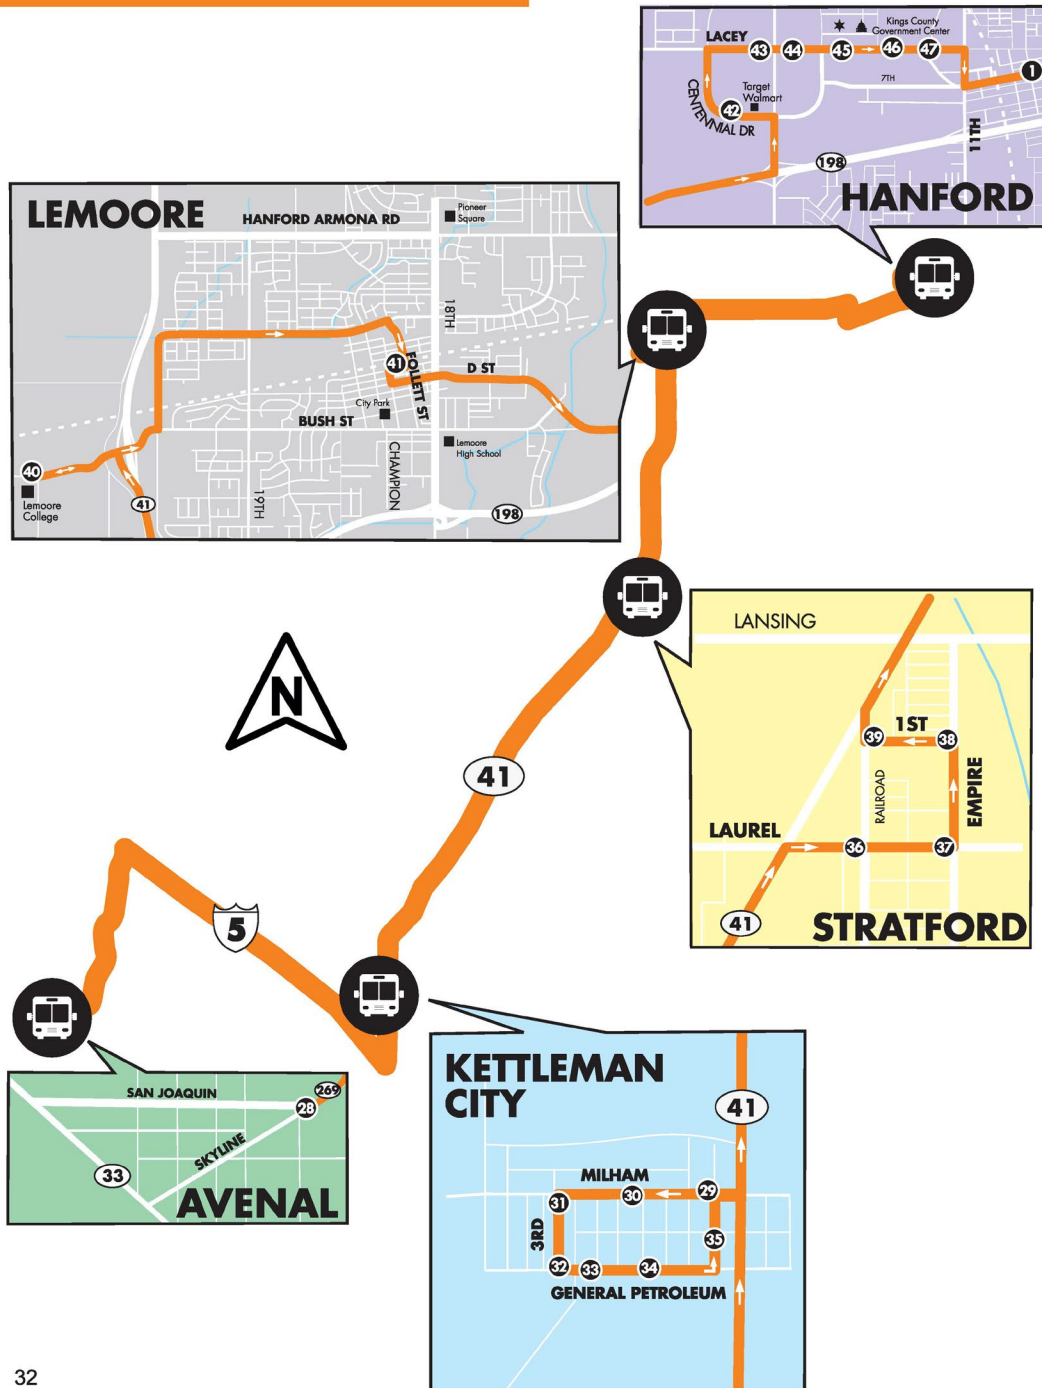 LACEY
43
44
45
46
47
Kings County
Government Center
1
7TH
Target
Walmart
42
CENTENNIAL DR
11TH
198
HANFORD
LEMOORE
HANFORD ARMONA RD
Pioneer
Square
18TH
41
FOLLETT ST
D ST
City Park
BUSH ST
Lemoore
High School
CHAMPION
19TH
40
Lemoore
College
41
198
N
41
5
LANSING
1ST
39
38
RAILROAD
EMPIRE
LAUREL
36
37
41
STRATFORD
SAN JOAQUIN
269
28
SKYLINE
33
AVENAL
KETTLEMAN
CITY
41
MILHAM
29
30
31
3RD
35
32
33
34
GENERAL PETROLEUM
32